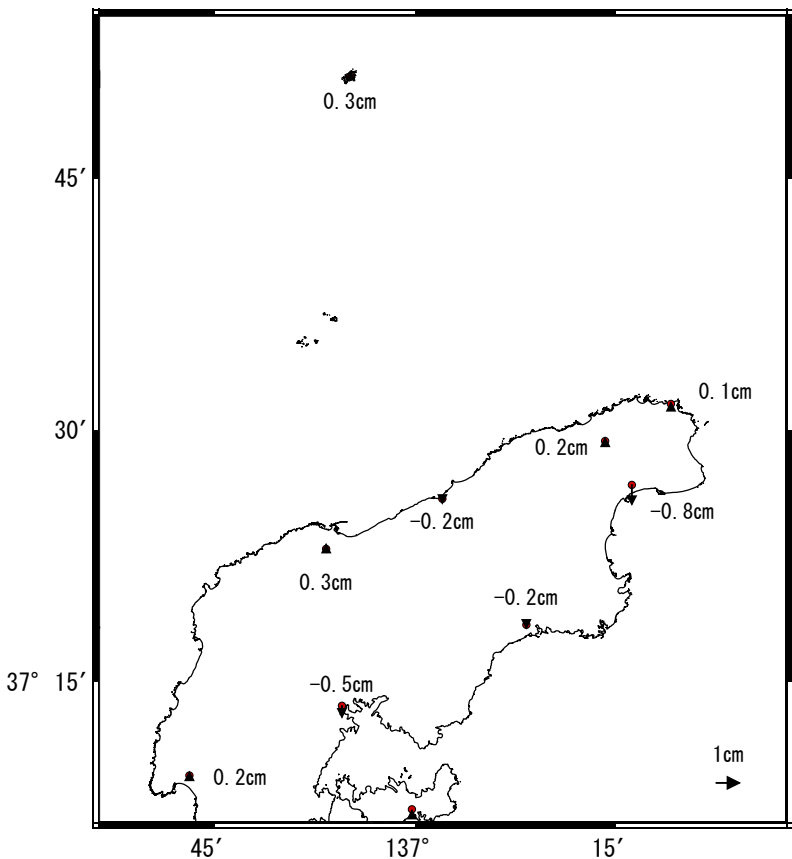 0.3cm
45′
0.1cm
30′
0.2cm
-0.8cm
-0.2cm
0.3cm
-0.2cm
37° 15′
-0.5cm
1cm
0.2cm
45′
137°
15′